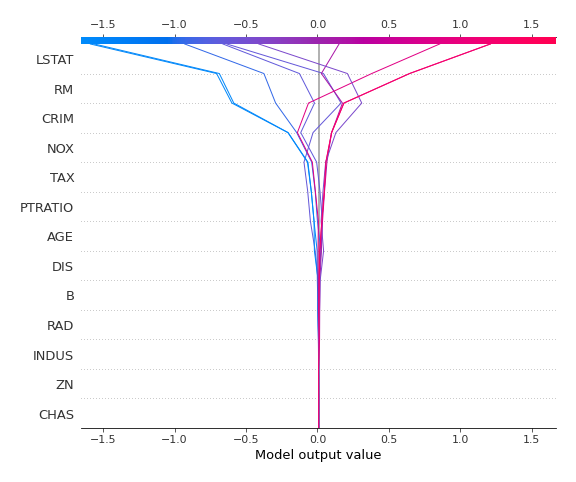 −1.5 −1.0 −0.5 0.0 0.5 1.0 1.5
LSTAT
RM
CRIM
NOX
TAX
PTRATIO
AGE
DIS
B
RAD
INDUS
ZN
CHAS
−1.5 −1.0 −0.5 0.0 0.5 1.0 1.5
Model output value